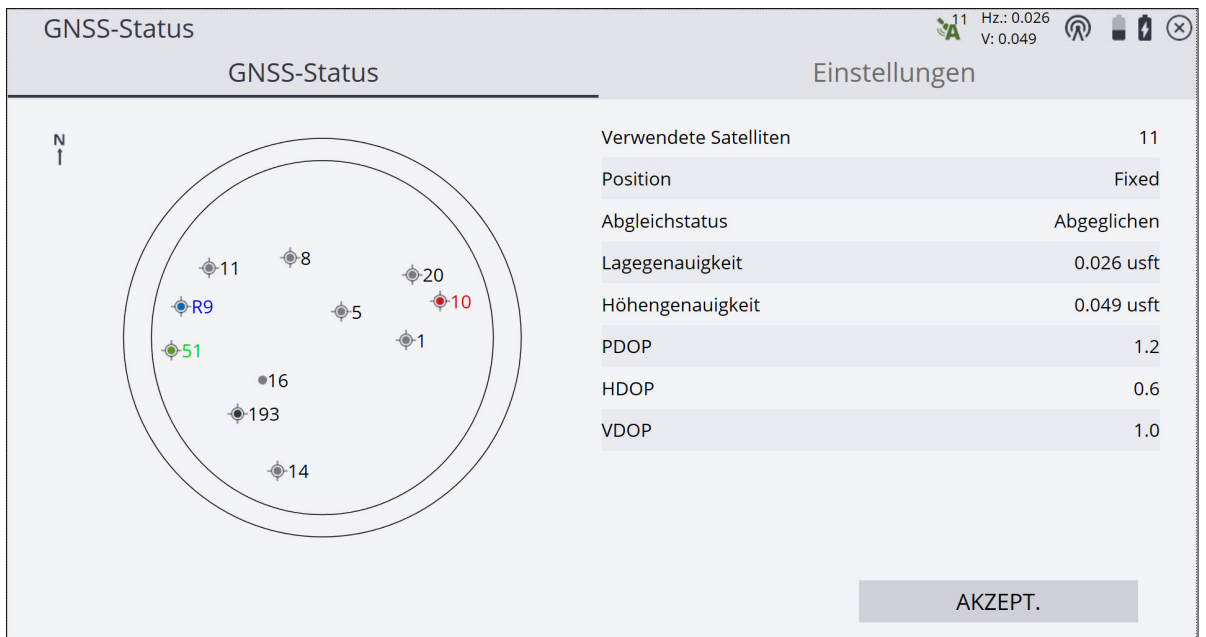 GNSS-Status
11
Hz.: 0.026
V: 0.049
GNSS-Status
Einstellungen
N
Verwendete Satelliten 11
Position Fixed
Abgleichstatus Abgeglichen
Lagegenauigkeit 0.026 usft
Höhengenauigkeit 0.049 usft
PDOP 1.2
HDOP 0.6
VDOP 1.0
8
11
20
10
R9
5
1
51
16
193
14
AKZEPT.